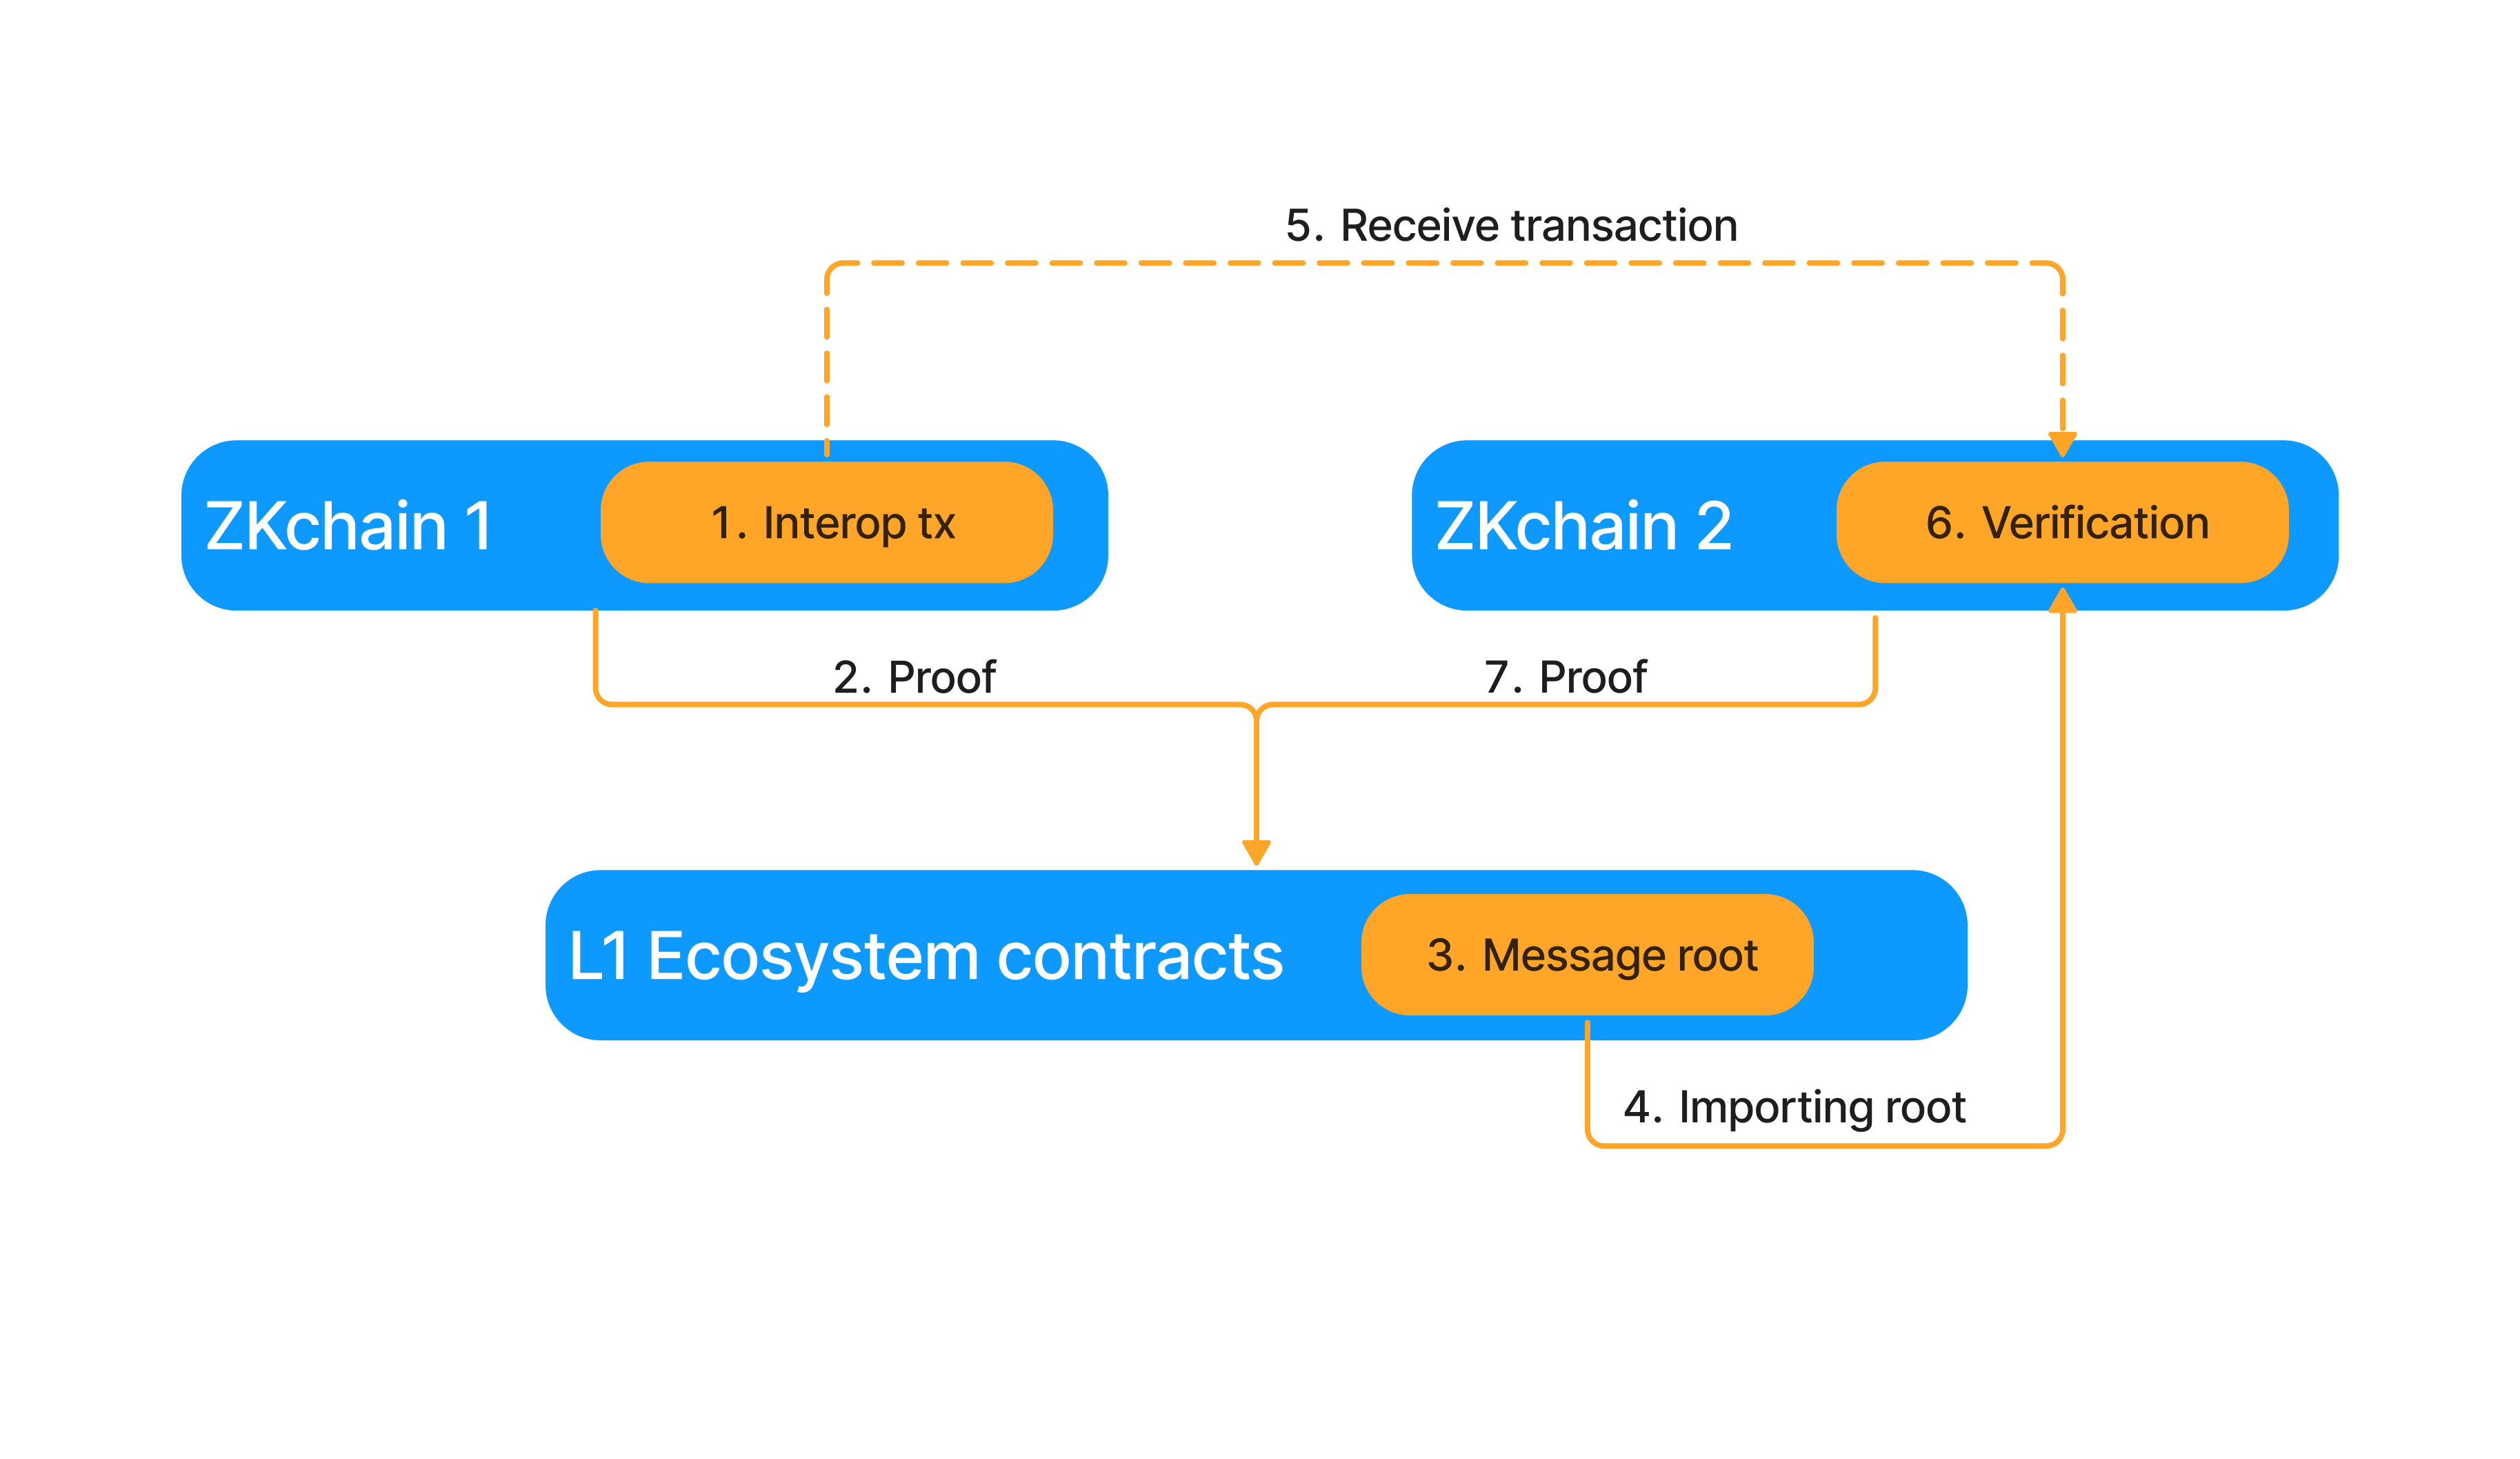 5. Receive transaction
ZKchain 1
1. Interop tx
ZKchain 2
6. Verification
2. Proof
7. Proof
L1 Ecosystem contracts
3. Message root
4. Importing root